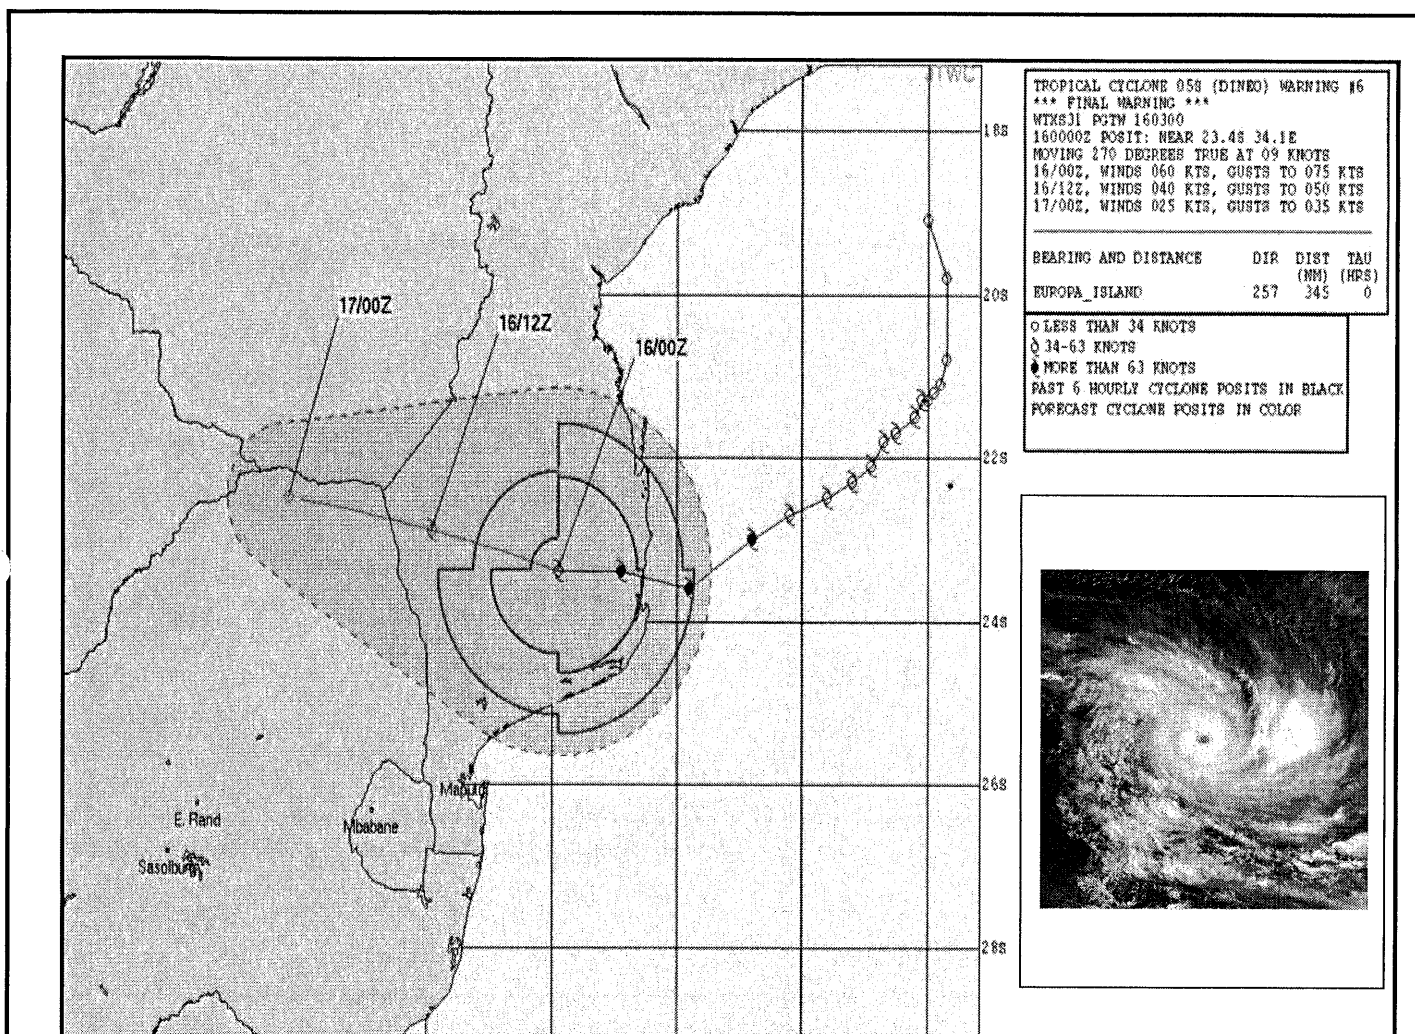 JTWC
TROPICAL CYCLONE 05S (DINEO) WARNING #6
*** FINAL WARNING ***
WTXS31 PGTW 160300
160000Z POSIT: NEAR 23.4S 34.1E
MOVING 270 DEGREES TRUE AT 09 KNOTS
16/00Z, WINDS 060 KTS, GUSTS TO 075 KTS
16/12Z, WINDS 040 KTS, GUSTS TO 050 KTS
17/00Z, WINDS 025 KTS, GUSTS TO 035 KTS
BEARING AND DISTANCE DIR DIST TAU
(NM) (HRS)
EUROPA_ISLAND 257 345 0
O LESS THAN 34 KNOTS
34-63 KNOTS
MORE THAN 63 KNOTS
PAST 6 HOURLY CYCLONE POSITS IN BLACK
FORECAST CYCLONE POSITS IN COLOR
18S
20S
22S
24S
26S
28S
17/00Z
16/12Z
16/00Z
Maputo
Mbabane
E. Rand
Sasolburg